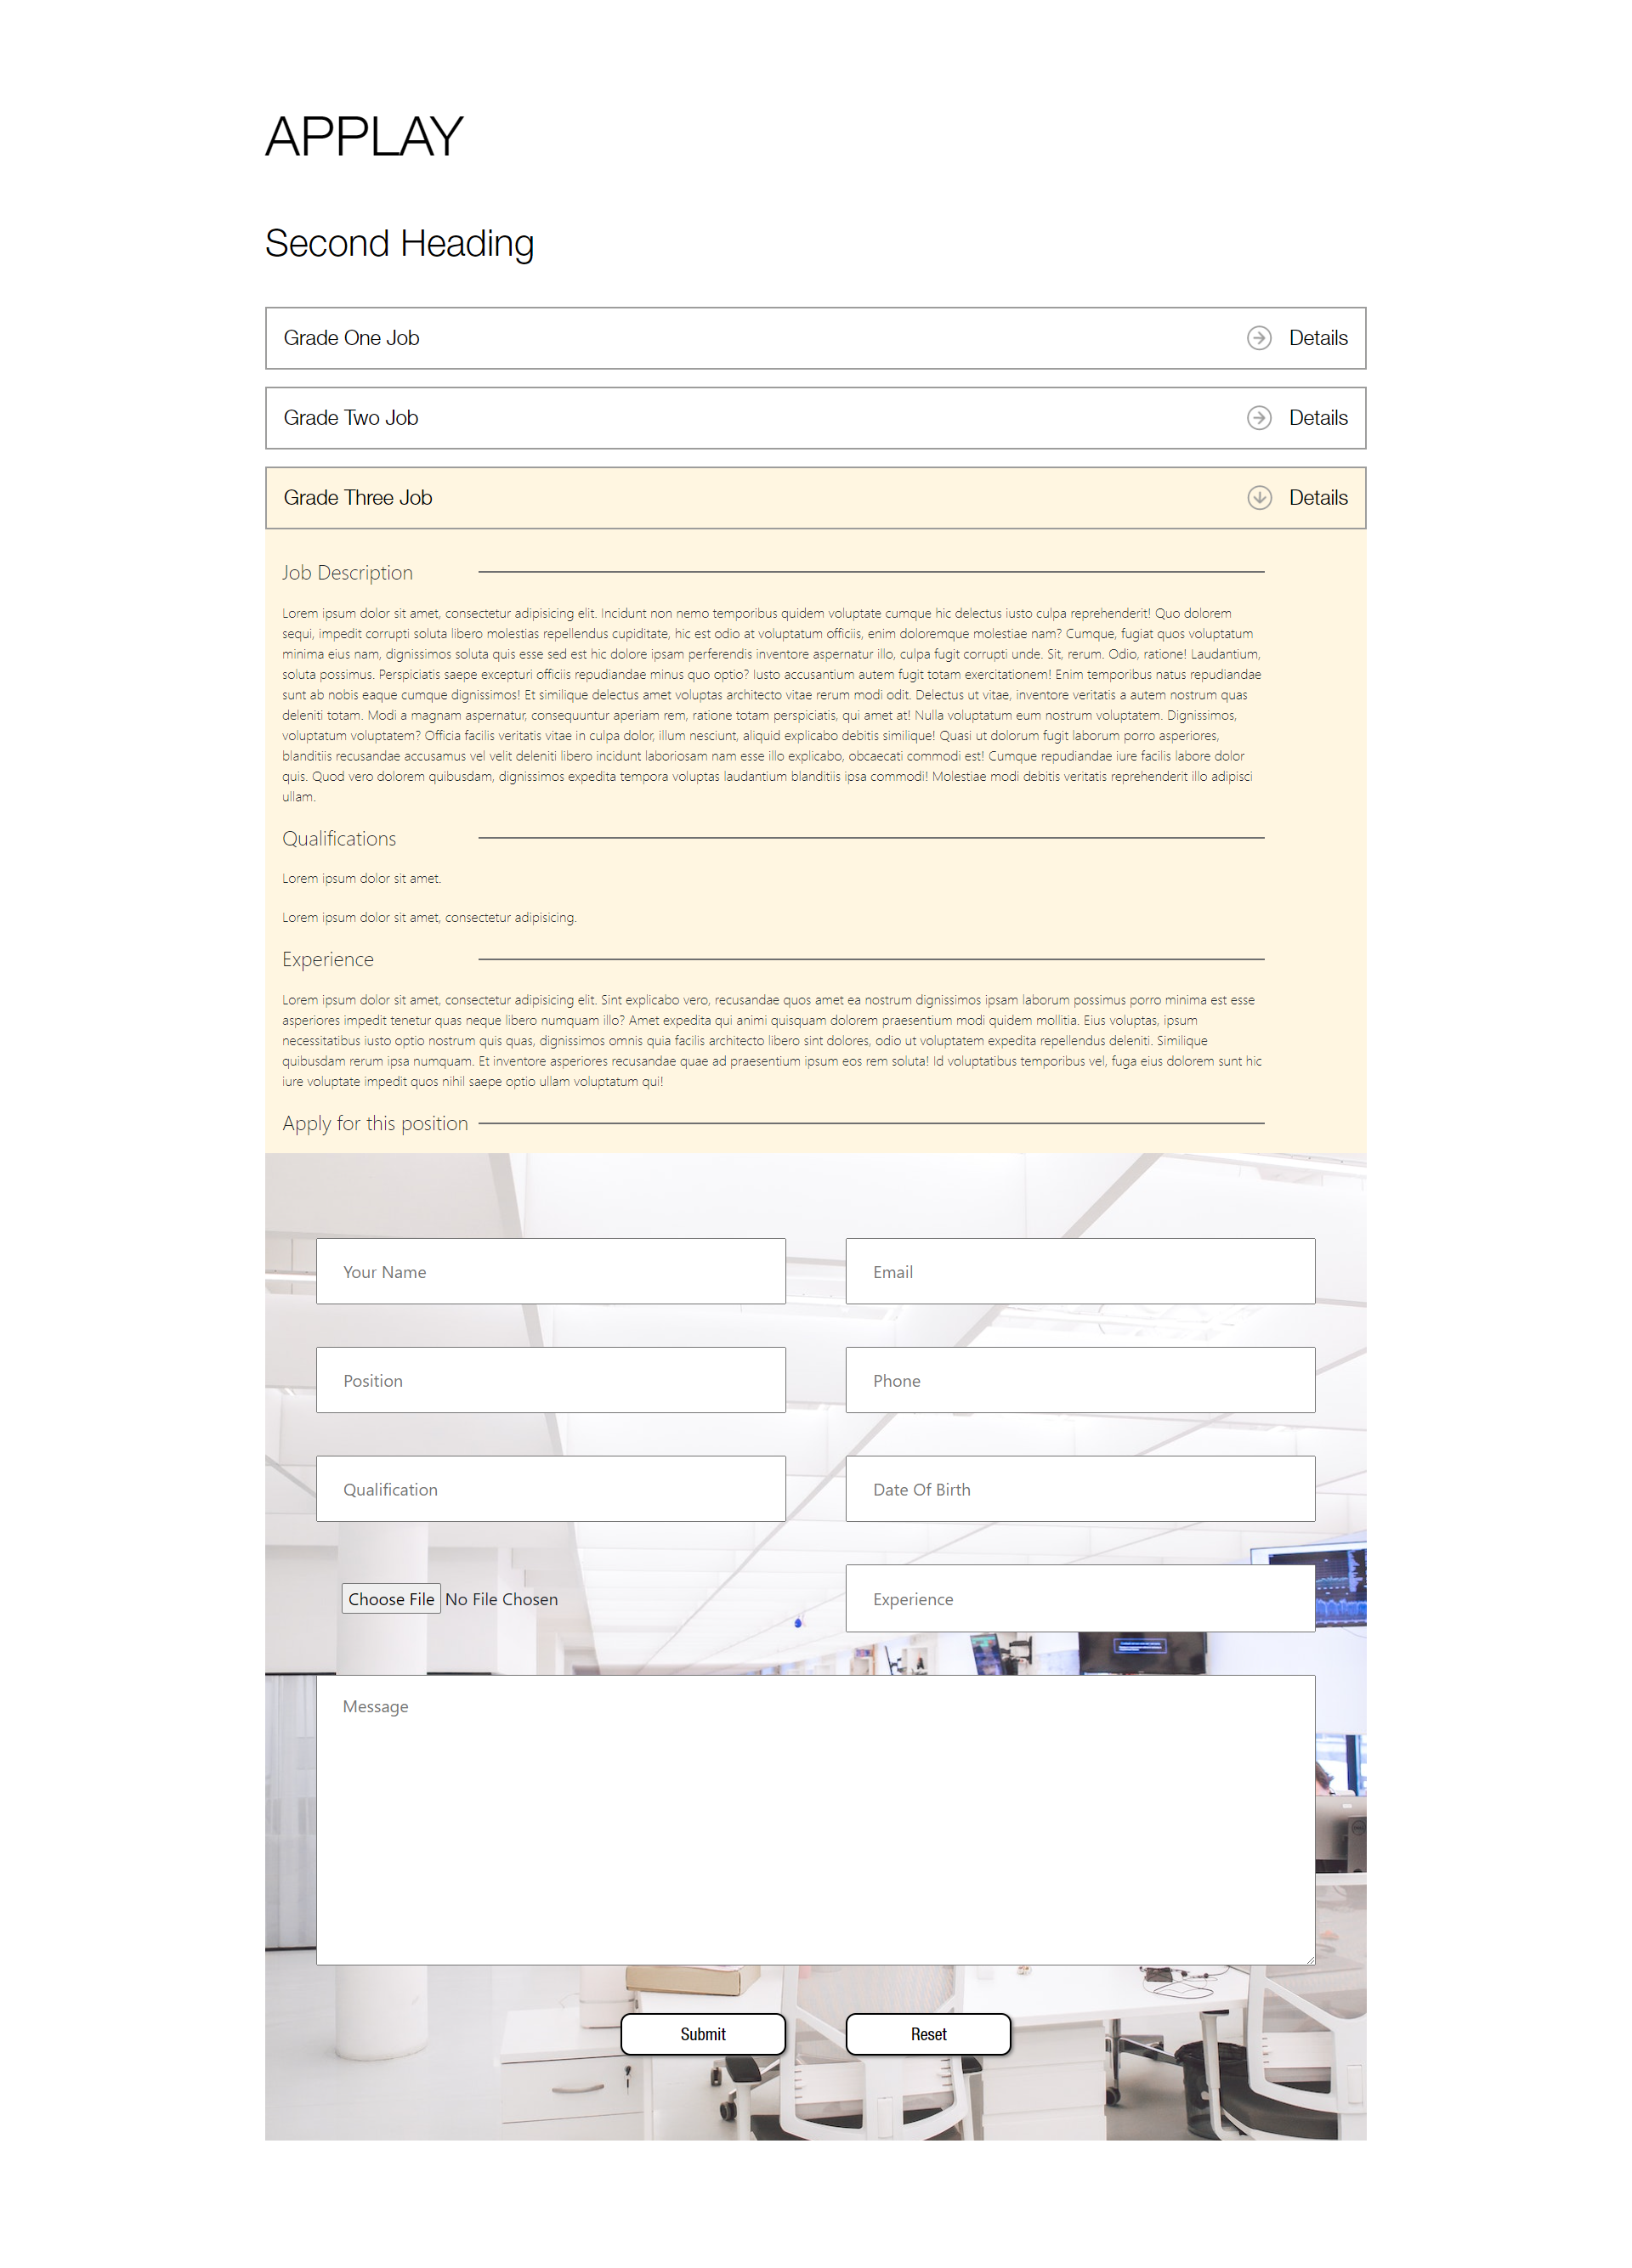 APPLAY
Second Heading
Grade One Job Details
Grade Two Job Details
Grade Three Job Details
Job Description
Lorem ipsum dolor sit amet, consectetur adipisicing elit. Incidunt non nemo temporibus quidem voluptate cumque hic delectus iusto culpa reprehenderit! Quo dolorem
sequi, impedit corrupti soluta libero molestias repellendus cupiditate, hic est odio at voluptatum officiis, enim doloremque molestiae nam? Cumque, fugiat quos voluptatum
minima eius nam, dignissimos soluta quis esse sed est hic dolore ipsam perferendis inventore aspernatur illo, culpa fugit corrupti unde. Sit, rerum. Odio, ratione! Laudantium,
soluta possimus. Perspiciatis saepe excepturi officiis repudiandae minus quo optio? Iusto accusantium autem fugit totam exercitationem! Enim temporibus natus repudiandae
sunt ab nobis eaque cumque dignissimos! Et similique delectus amet voluptas architecto vitae rerum modi odit. Delectus ut vitae, inventore veritatis a autem nostrum quas
deleniti totam. Modi a magnam aspernatur, consequuntur aperiam rem, ratione totam perspiciatis, qui amet at! Nulla voluptatum eum nostrum voluptatem. Dignissimos,
voluptatum voluptatem? Officia facilis veritatis vitae in culpa dolor, illum nesciunt, aliquid explicabo debitis similique! Quasi ut dolorum fugit laborum porro asperiores,
blanditiis recusandae accusamus vel velit deleniti libero incidunt laboriosam nam esse illo explicabo, obcaecati commodi est! Cumque repudiandae iure facilis labore dolor
quis. Quod vero dolorem quibusdam, dignissimos expedita tempora voluptas laudantium blanditiis ipsa commodi! Molestiae modi debitis veritatis reprehenderit illo adipisci
ullam.
Qualifications
Lorem ipsum dolor sit amet.
Lorem ipsum dolor sit amet, consectetur adipisicing.
Experience
Lorem ipsum dolor sit amet, consectetur adipisicing elit. Sint explicabo vero, recusandae quos amet ea nostrum dignissimos ipsam laborum possimus porro minima est esse
asperiores impedit tenetur quas neque libero numquam illo? Amet expedita qui animi quisquam dolorem praesentium modi quidem mollitia. Eius voluptas, ipsum
necessitatibus iusto optio nostrum quis quas, dignissimos omnis quia facilis architecto libero sint dolores, odio ut voluptatem expedita repellendus deleniti. Similique
quibusdam rerum ipsa numquam. Et inventore asperiores recusandae quae ad praesentium ipsum eos rem soluta! Id voluptatibus temporibus vel, fuga eius dolorem sunt hic
iure voluptate impedit quos nihil saepe optio ullam voluptatum qui!
Apply for this position
Your Name Email
Position Phone
Qualification Date Of Birth
Choose File No File Chosen Experience
Message
Submit Reset